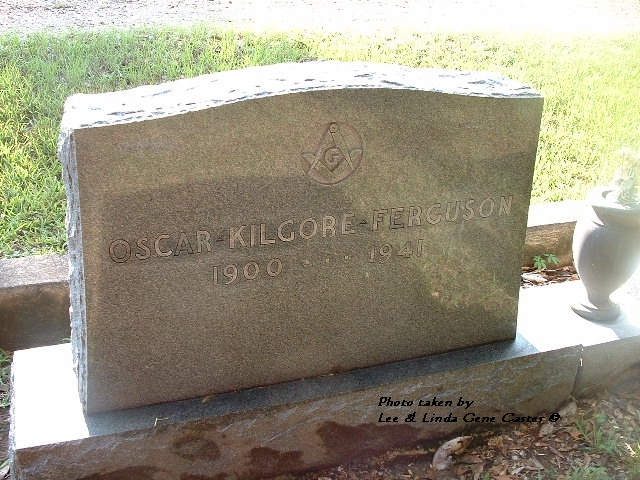 G
OSCAR-KILGORE-FERGUSON
1900 · · · 1941
Photo taken by
Lee & Linda Gene Carter ©